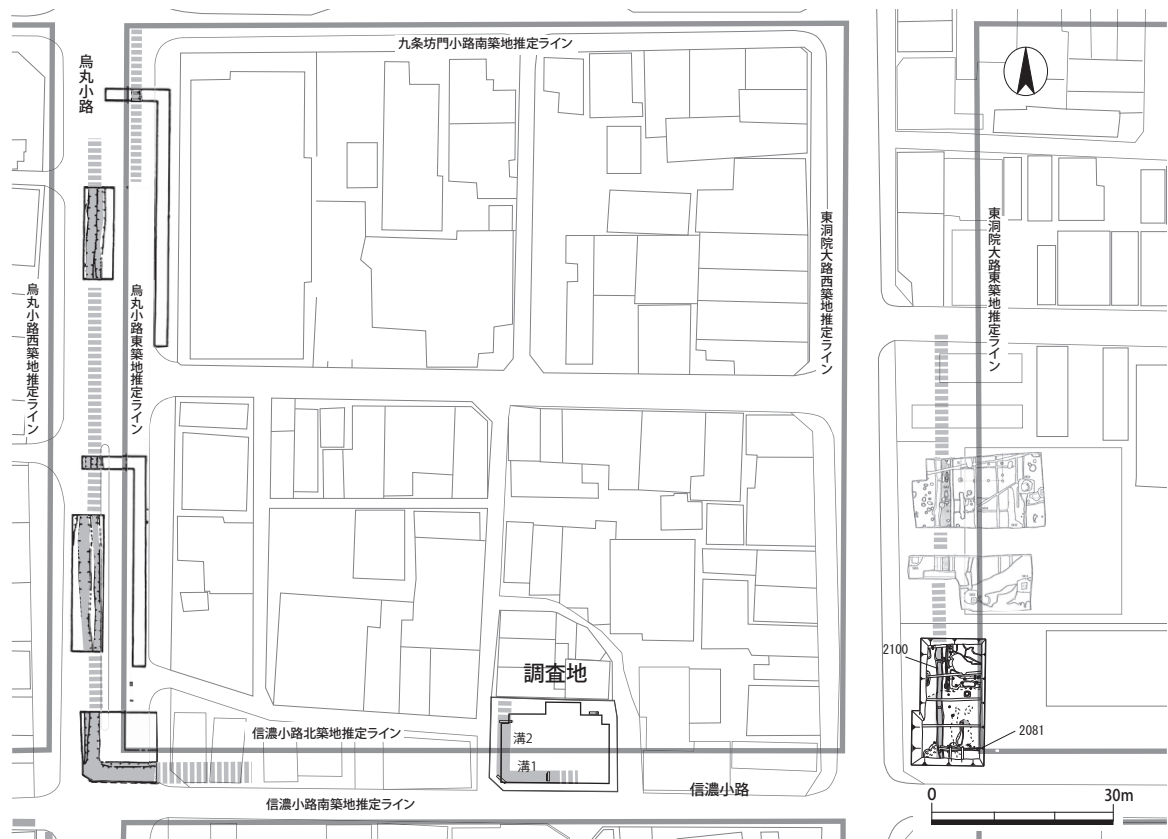 九条坊門小路南築地推定ライン
烏丸小路
烏丸小路西築地推定ライン
烏丸小路東築地推定ライン
東洞院大路西築地推定ライン
東洞院大路東築地推定ライン
調査地
2100
2081
信濃小路北築地推定ライン
溝2
溝1
信濃小路
信濃小路南築地推定ライン
0 30m